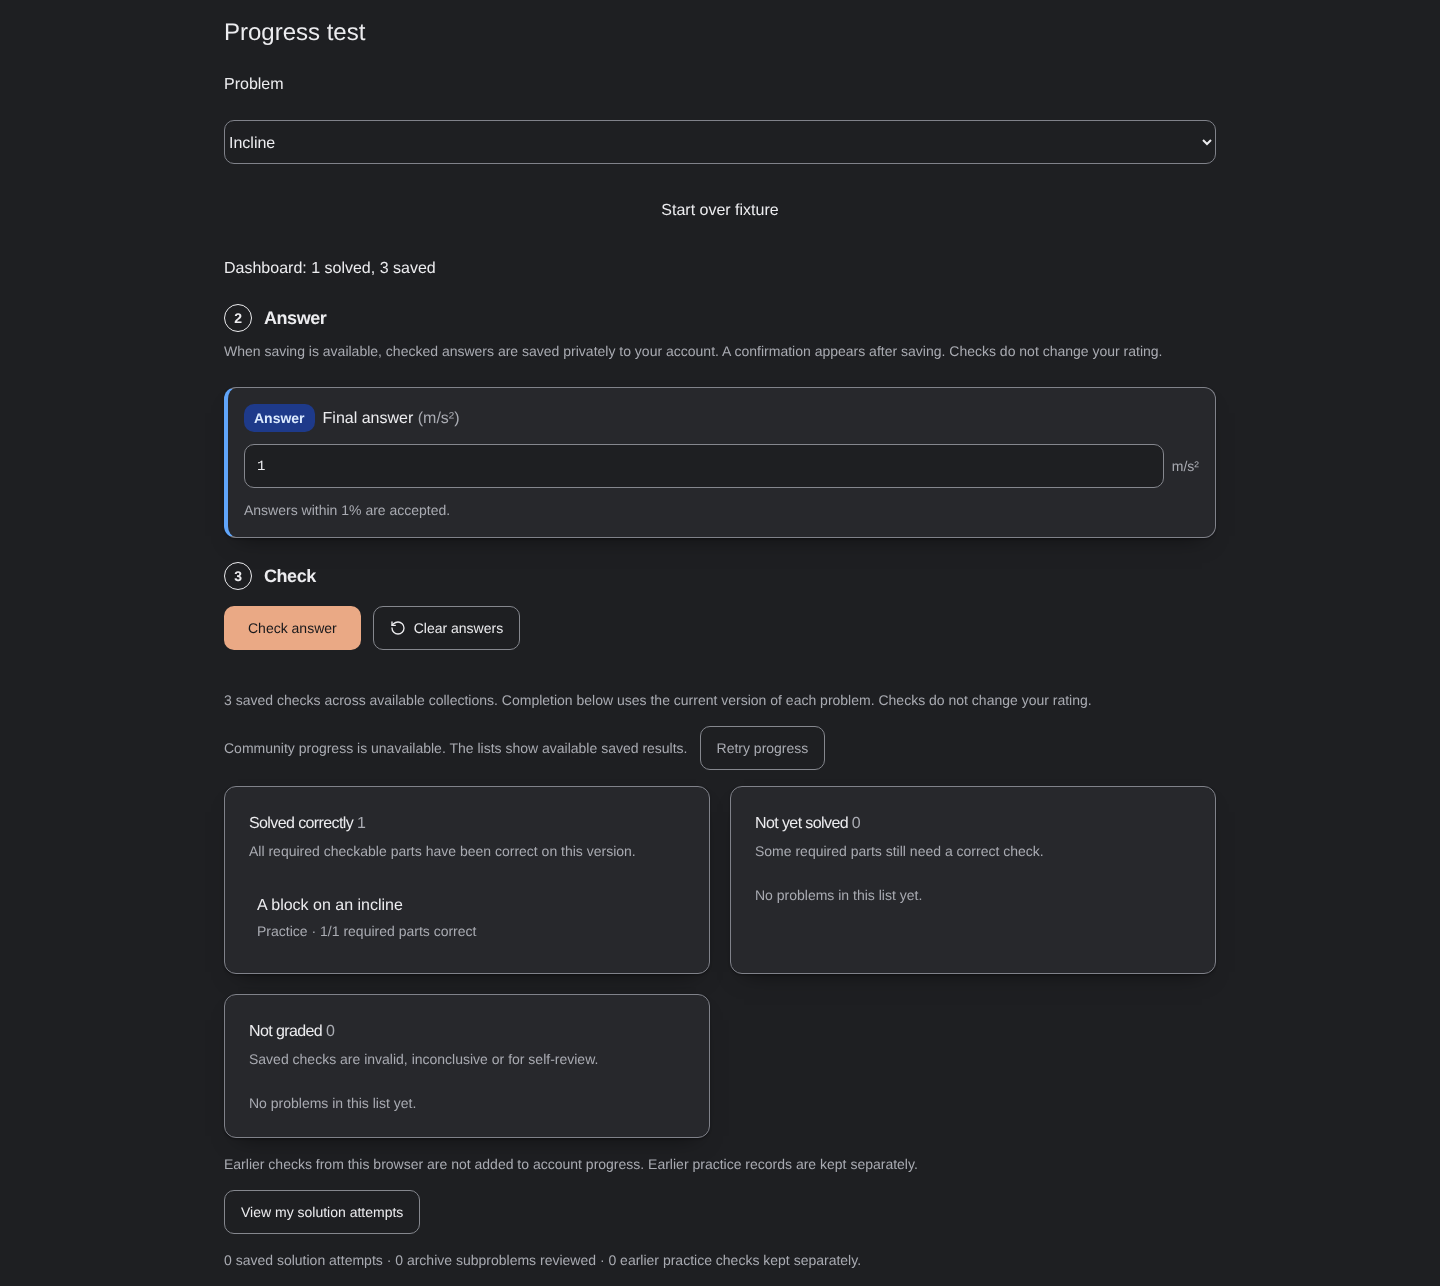 Progress test
Problem
Incline
Start over fixture
Dashboard: 1 solved, 3 saved
2 Answer
When saving is available, checked answers are saved privately to your account. A confirmation appears after saving. Checks do not change your rating.
Answer Final answer (m/s²)
1 m/s²
Answers within 1% are accepted.
3 Check
Check answer Clear answers
3 saved checks across available collections. Completion below uses the current version of each problem. Checks do not change your rating.
Community progress is unavailable. The lists show available saved results. Retry progress
Solved correctly 1
All required checkable parts have been correct on this version.
A block on an incline
Practice · 1/1 required parts correct
Not yet solved 0
Some required parts still need a correct check.
No problems in this list yet.
Not graded 0
Saved checks are invalid, inconclusive or for self-review.
No problems in this list yet.
Earlier checks from this browser are not added to account progress. Earlier practice records are kept separately.
View my solution attempts
0 saved solution attempts · 0 archive subproblems reviewed · 0 earlier practice checks kept separately.